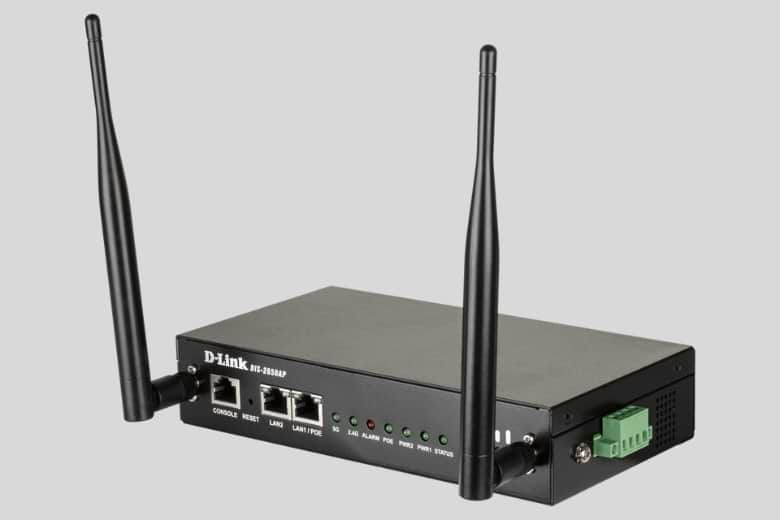 D-Link DIS-2650AP
CONSOLE RESET LAN2 LAN1 / POE 5G 2.4G ALARM POE PWR2 PWR1 STATUS